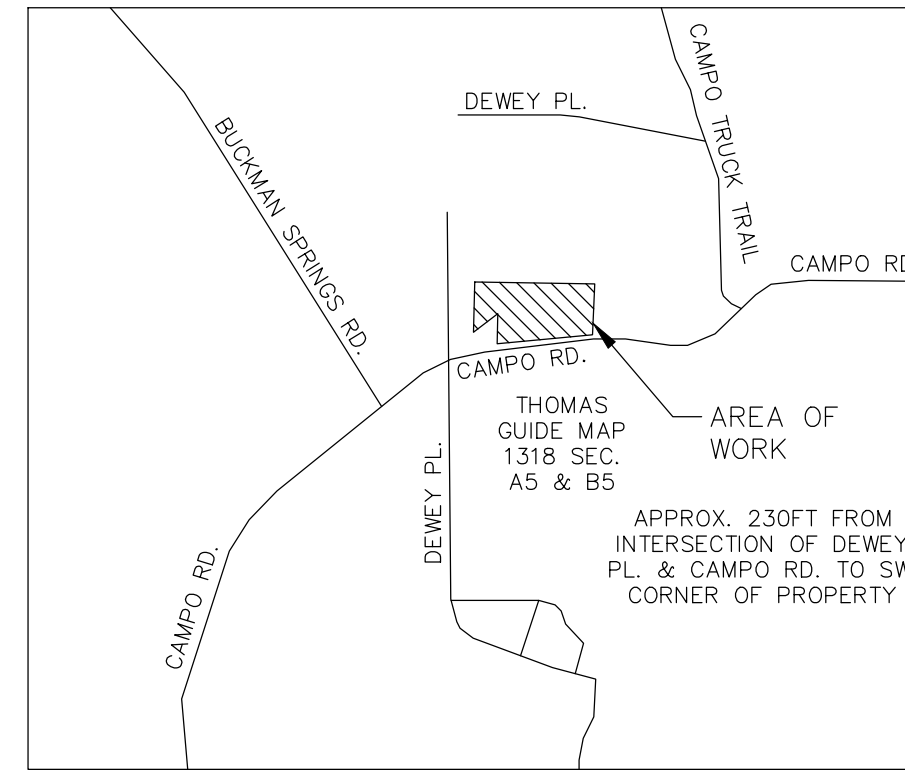 CAMPO TRUCK TRAIL
DEWEY PL.
BUCKMAN SPRINGS RD.
CAMPO RD
CAMPO RD.
THOMAS
GUIDE MAP
1318 SEC.
A5 & B5
AREA OF
WORK
DEWEY PL.
APPROX. 230FT FROM
INTERSECTION OF DEWEY
PL. & CAMPO RD. TO SW
CORNER OF PROPERTY
CAMPO RD.